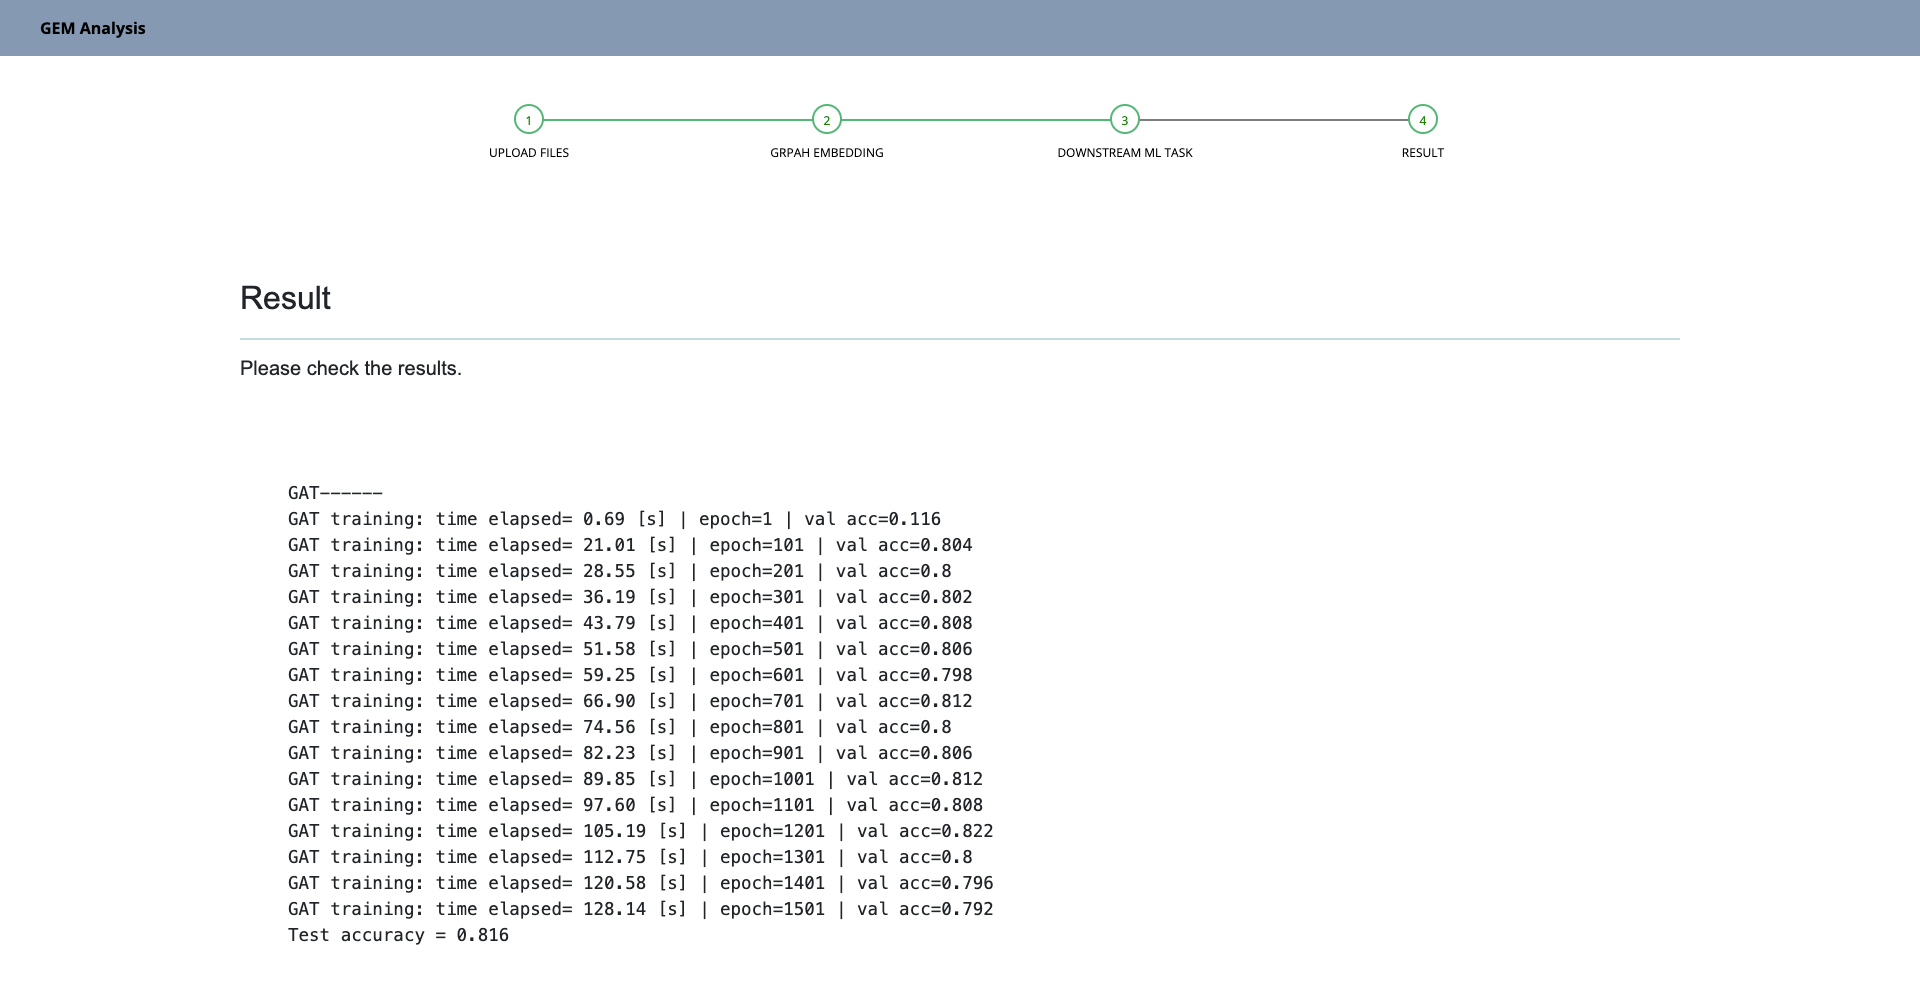 GEM Analysis
1
2
3
4
UPLOAD FILES
GRPAH EMBEDDING
DOWNSTREAM ML TASK
RESULT
Result
Please check the results.
GAT------
GAT training: time elapsed= 0.69 [s] | epoch=1 | val acc=0.116
GAT training: time elapsed= 21.01 [s] | epoch=101 | val acc=0.804
GAT training: time elapsed= 28.55 [s] | epoch=201 | val acc=0.8
GAT training: time elapsed= 36.19 [s] | epoch=301 | val acc=0.802
GAT training: time elapsed= 43.79 [s] | epoch=401 | val acc=0.808
GAT training: time elapsed= 51.58 [s] | epoch=501 | val acc=0.806
GAT training: time elapsed= 59.25 [s] | epoch=601 | val acc=0.798
GAT training: time elapsed= 66.90 [s] | epoch=701 | val acc=0.812
GAT training: time elapsed= 74.56 [s] | epoch=801 | val acc=0.8
GAT training: time elapsed= 82.23 [s] | epoch=901 | val acc=0.806
GAT training: time elapsed= 89.85 [s] | epoch=1001 | val acc=0.812
GAT training: time elapsed= 97.60 [s] | epoch=1101 | val acc=0.808
GAT training: time elapsed= 105.19 [s] | epoch=1201 | val acc=0.822
GAT training: time elapsed= 112.75 [s] | epoch=1301 | val acc=0.8
GAT training: time elapsed= 120.58 [s] | epoch=1401 | val acc=0.796
GAT training: time elapsed= 128.14 [s] | epoch=1501 | val acc=0.792
Test accuracy = 0.816